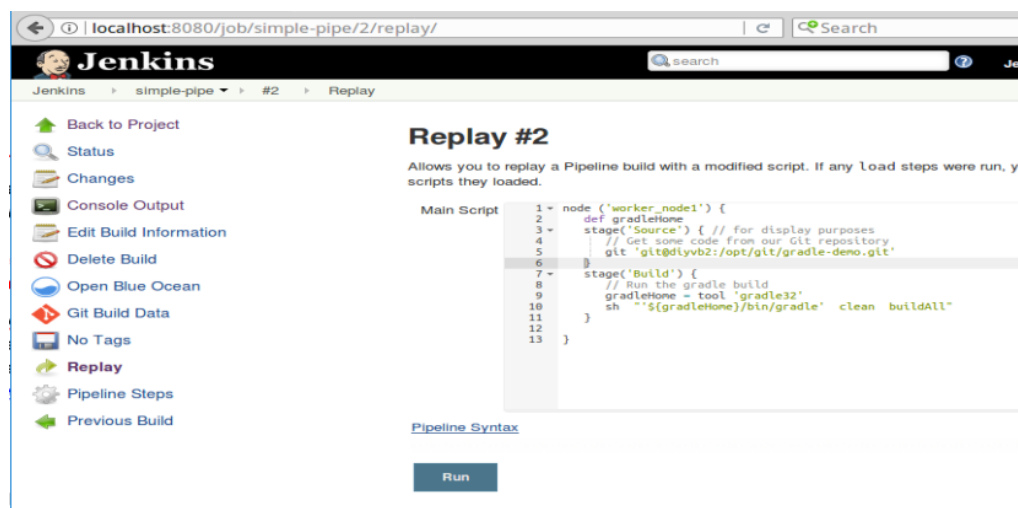 localhost:8080/job/simple-pipe/2/replay/
Search
Jenkins
search
Je
Jenkins simple-pipe #2 Replay
Back to Project
Status
Changes
Console Output
Edit Build Information
Delete Build
Open Blue Ocean
Git Build Data
No Tags
Replay
Pipeline Steps
Previous Build
Replay #2
Allows you to replay a Pipeline build with a modified script. If any load steps were run, y
scripts they loaded.
Main Script
1 node ('worker_node1') {
2 def gradleHome
3 stage('Source') { // for display purposes
4 // Get some code from our Git repository
5 git 'git@diyvb2:/opt/git/gradle-demo.git'
6 }
7 stage('Build') {
8 // Run the gradle build
9 gradleHome = tool 'gradle32'
10 sh "'${gradleHome}/bin/gradle' clean buildAll"
11 }
12
13 }
Pipeline Syntax
Run